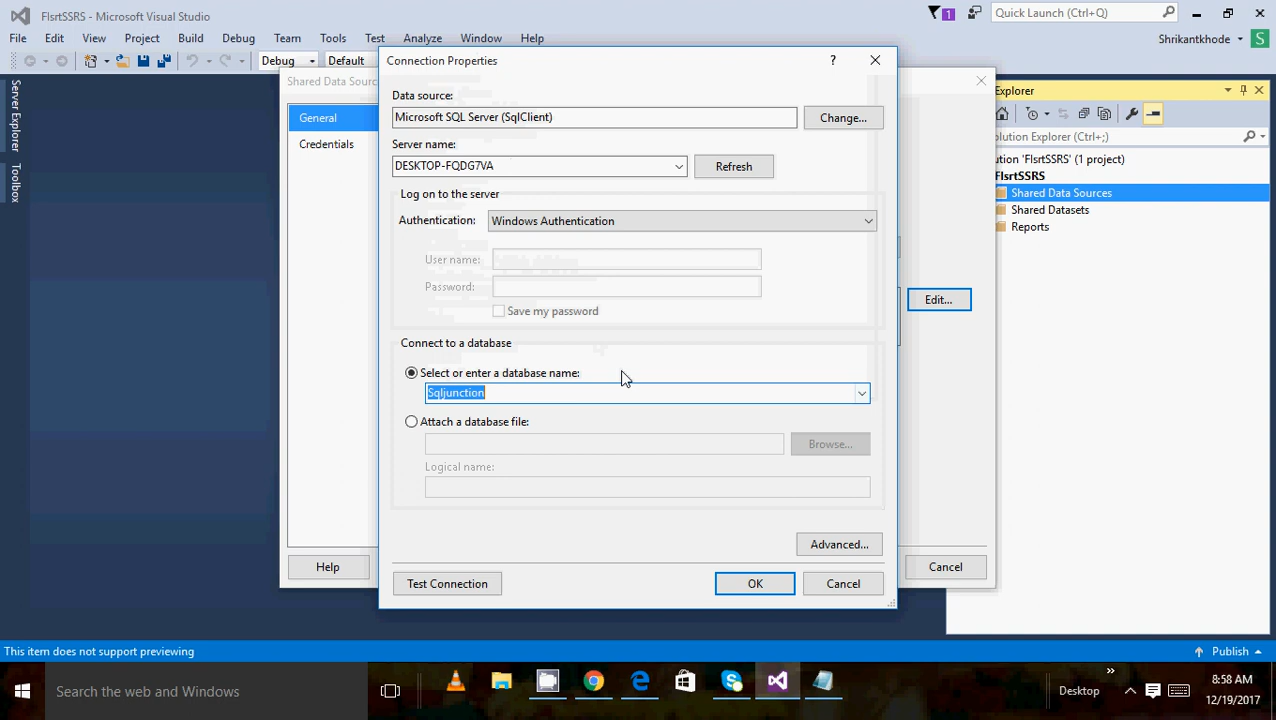 FlsrtSSRS - Microsoft Visual Studio
1
Quick Launch (Ctrl+Q)
File Edit View Project Build Debug Team Tools Test Analyze Window Help
Shrikantkhode S
Debug Default
Server Explorer
Toolbox
Shared Data Sourc
General
Credentials
Help
Edit...
Cancel
Connection Properties
?
Data source:
Microsoft SQL Server (SqlClient)
Change...
Server name:
DESKTOP-FQDG7VA
Refresh
Log on to the server
Authentication: Windows Authentication
User name:
Password:
Save my password
Connect to a database
Select or enter a database name:
Sqljunction
Attach a database file:
Browse...
Logical name:
Advanced...
Test Connection OK Cancel
Explorer
olution Explorer (Ctrl+;)
ution 'FlsrtSSRS' (1 project)
FlsrtSSRS
Shared Data Sources
Shared Datasets
Reports
This item does not support previewing
Publish
Search the web and Windows
Desktop
8:58 AM
12/19/2017